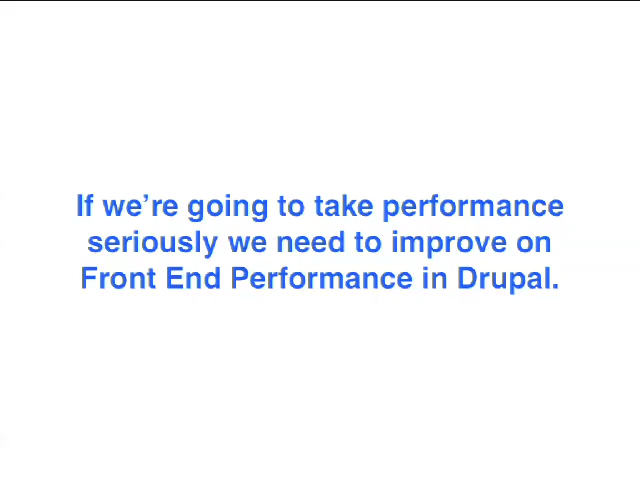 If we’re going to take performance
seriously we need to improve on
Front End Performance in Drupal.